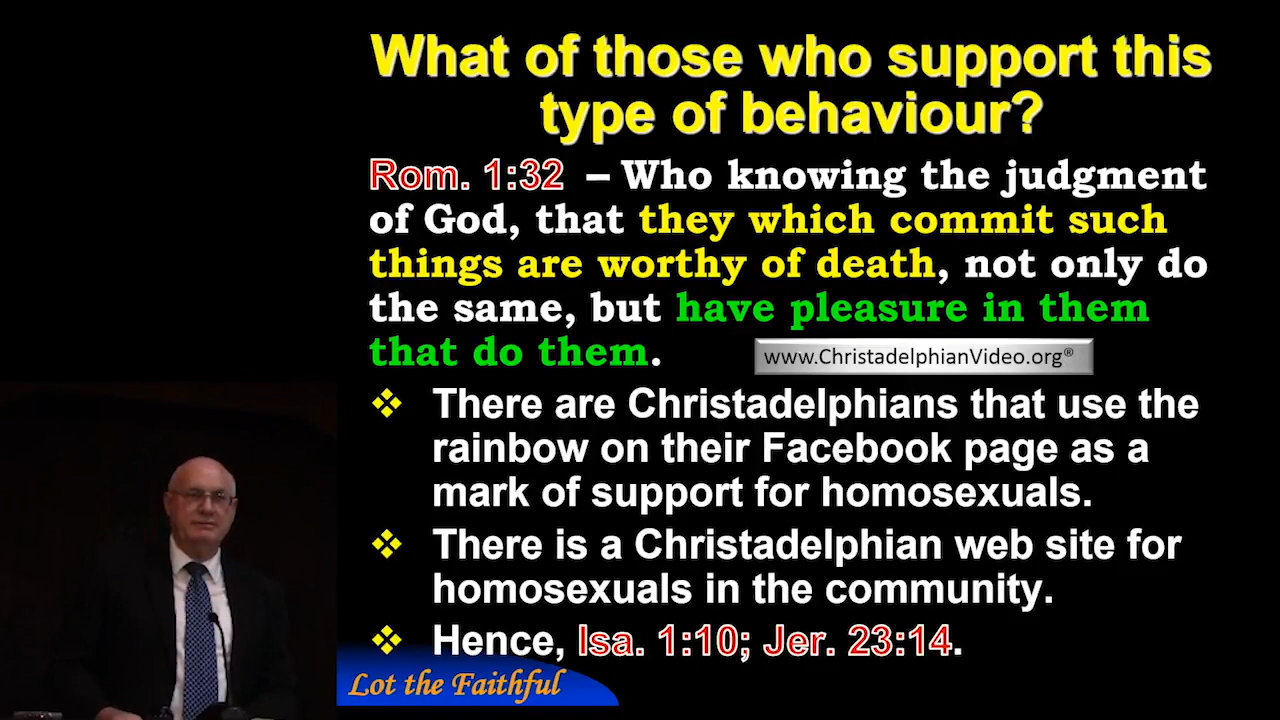 What of those who support this
type of behaviour?
Rom. 1:32 – Who knowing the judgment
of God, that they which commit such
things are worthy of death, not only do
the same, but have pleasure in them
that do them.
www.ChristadelphianVideo.org®
❖ There are Christadelphians that use the
rainbow on their Facebook page as a
mark of support for homosexuals.
❖ There is a Christadelphian web site for
homosexuals in the community.
❖ Hence, Isa. 1:10; Jer. 23:14.
Lot the Faithful